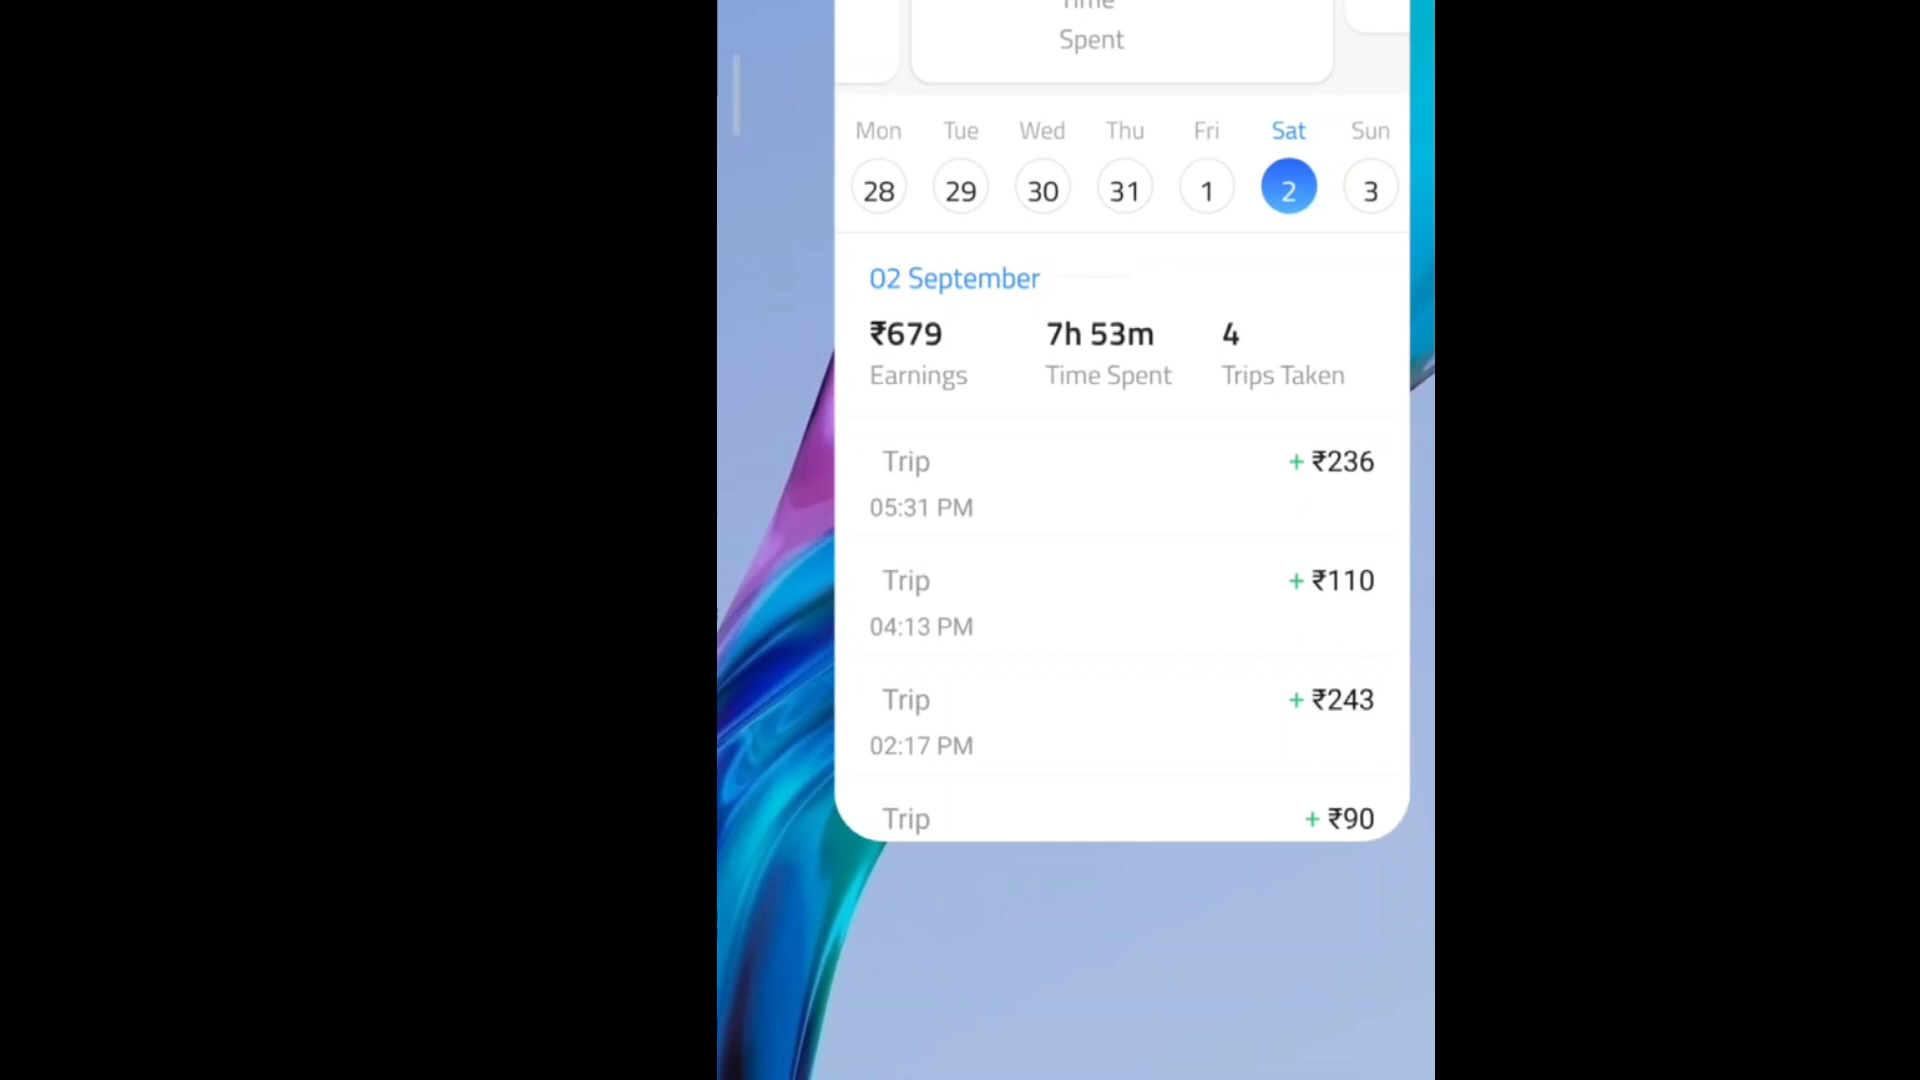 Time
Spent
Mon Tue Wed Thu Fri Sat Sun
28 29 30 31 1 2 3
02 September
₹679 7h 53m 4
Earnings Time Spent Trips Taken
Trip + ₹236
05:31 PM
Trip + ₹110
04:13 PM
Trip + ₹243
02:17 PM
Trip + ₹90